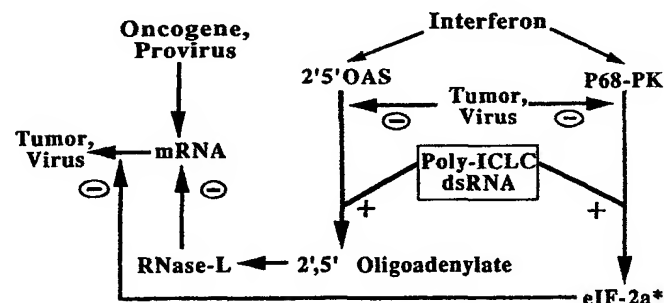 Oncogene,
Provirus
Interferon
2'5'OAS
P68-PK
Tumor,
Virus
⊖
⊖
Tumor,
Virus
mRNA
⊖
⊖
Poly-ICLC
dsRNA
+
+
RNase-L
2',5' Oligoadenylate
eIF-2a*